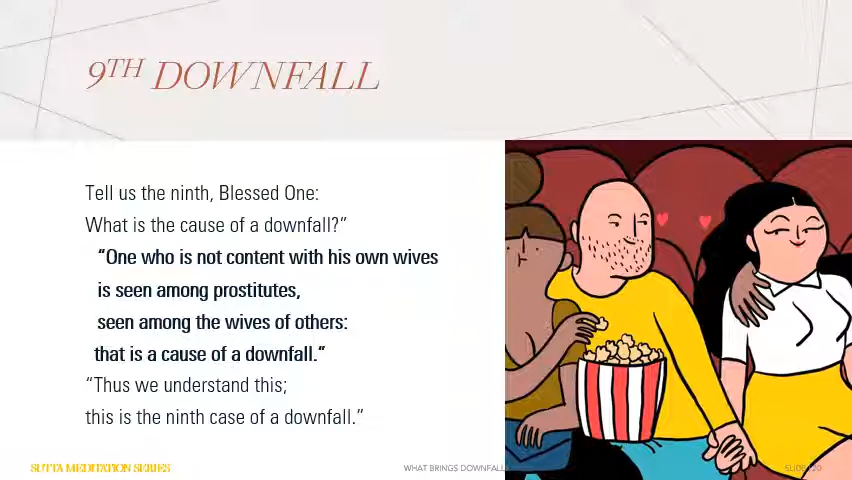 9TH DOWNFALL
Tell us the ninth, Blessed One:
What is the cause of a downfall?”
“One who is not content with his own wives
is seen among prostitutes,
seen among the wives of others:
that is a cause of a downfall.”
“Thus we understand this;
this is the ninth case of a downfall.”
SUTTA MEDITATION SERIES
WHAT BRINGS DOWNFALL
SLIDE 20